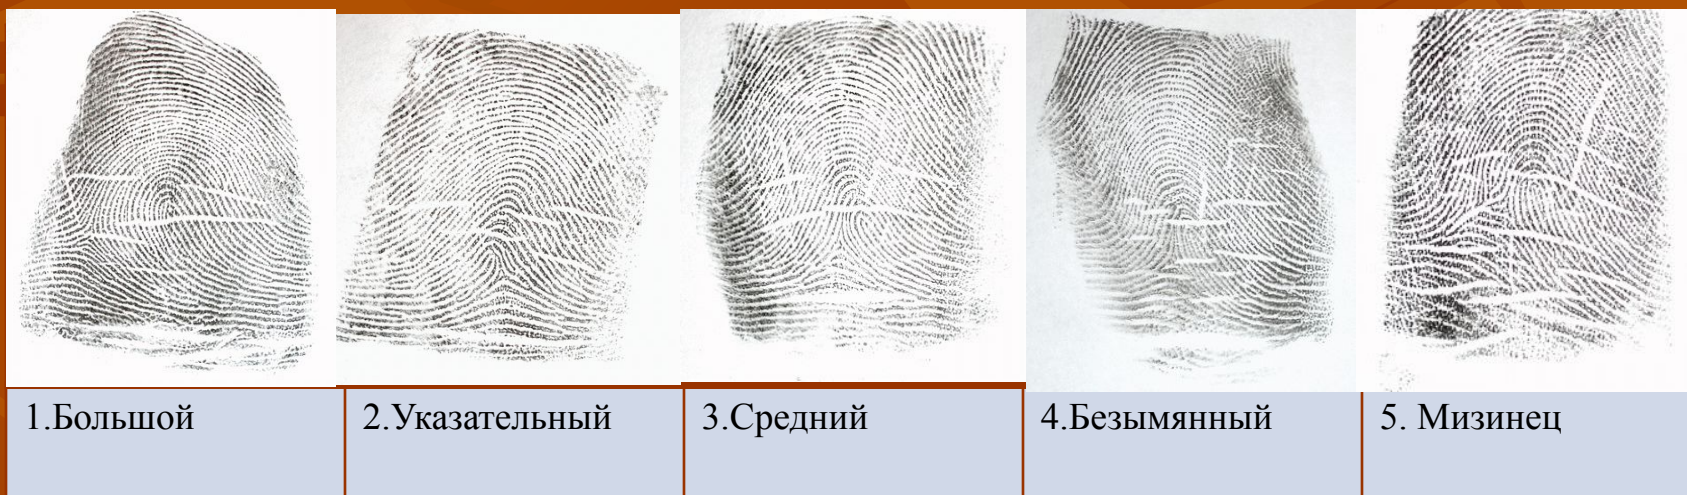 1.Большой
2.Указательный
3.Средний
4.Безымянный
5. Мизинец